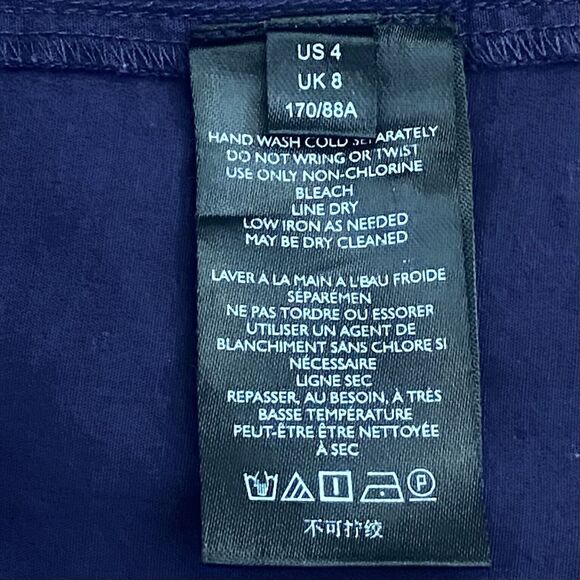 US 4
UK 8
170/88A
HAND WASH COLD SEPARATELY
DO NOT WRING OR TWIST
USE ONLY NON-CHLORINE
BLEACH
LINE DRY
LOW IRON AS NEEDED
MAY BE DRY CLEANED
LAVER À LA MAIN A L'EAU FROIDE
SÉPARÉMEN
NE PAS TORDRE OU ESSORER
UTILISER UN AGENT DE
BLANCHIMENT SANS CHLORE SI
NÉCESSAIRE
LIGNE SEC
REPASSER, AU BESOIN, À TRÈS
BASSE TEMPÉRATURE
PEUT-ÊTRE ÊTRE NETTOYÉE
À SEC
P
不可拧绞